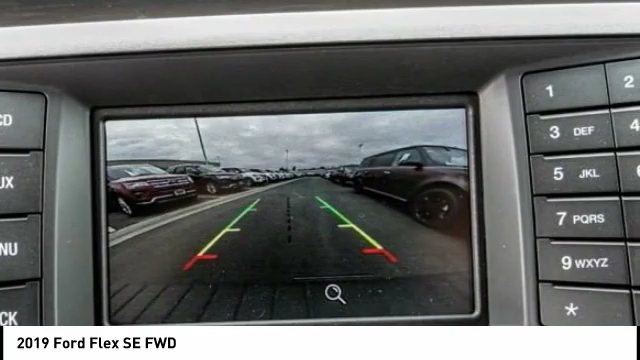 CD
UX
NU
CK
1
2
3 DEF
4
5 JKL
6
7 PQRS
9 WXYZ
*
2019 Ford Flex SE FWD